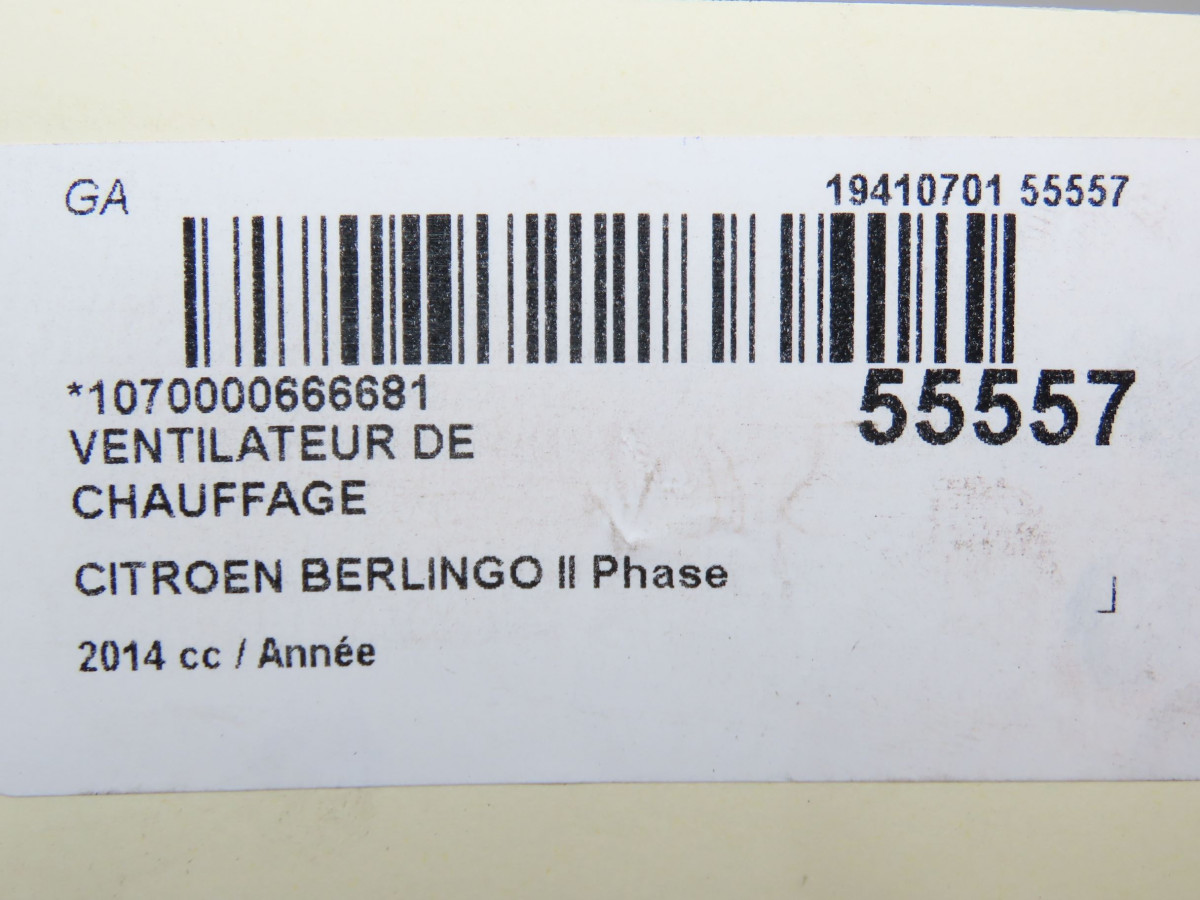 GA
19410701 55557
*1070000666681
55557
VENTILATEUR DE
CHAUFFAGE
CITROEN BERLINGO II Phase
2014 cc / Année